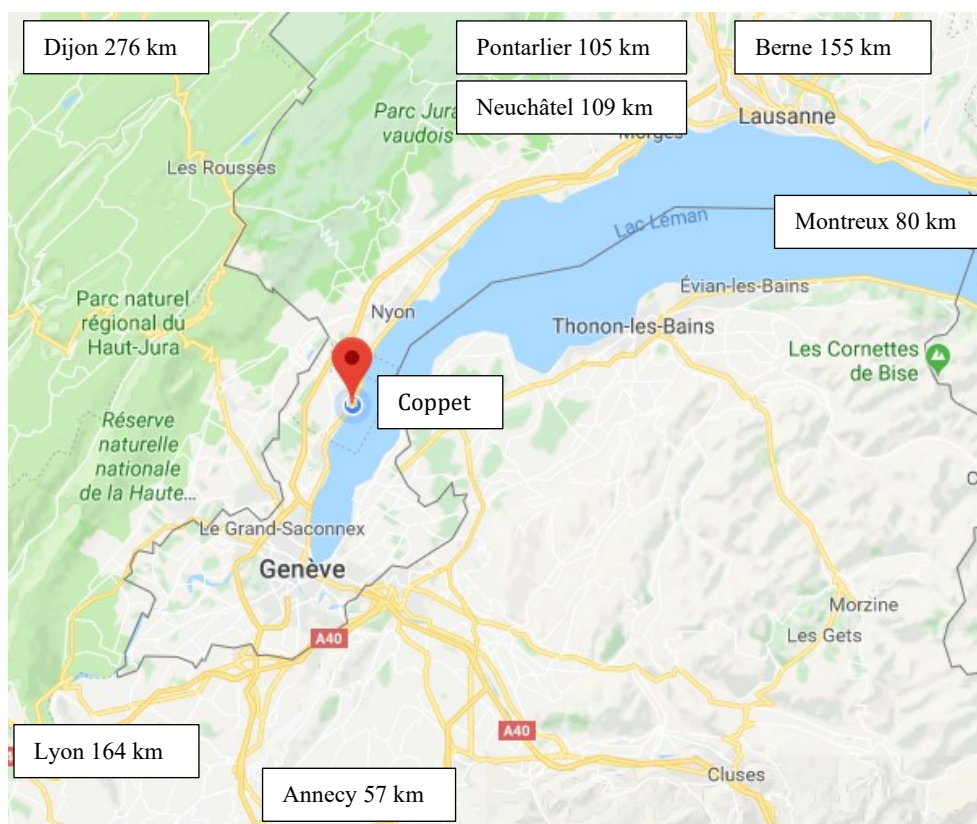 Dijon 276 km
Pontarlier 105 km
Berne 155 km
Neuchâtel 109 km
Parc Jura
vaudois
Morges
Lausanne
Les Rousses
Lac Léman
Montreux 80 km
Parc naturel
régional du
Haut-Jura
Nyon
Évian-les-Bains
Thonon-les-Bains
Les Cornettes
de Bise
Coppet
Réserve
naturelle
nationale
de la Haute...
Le Grand-Saconnex
Genève
A40
Morzine
Les Gets
A40
Lyon 164 km
Annecy 57 km
Cluses